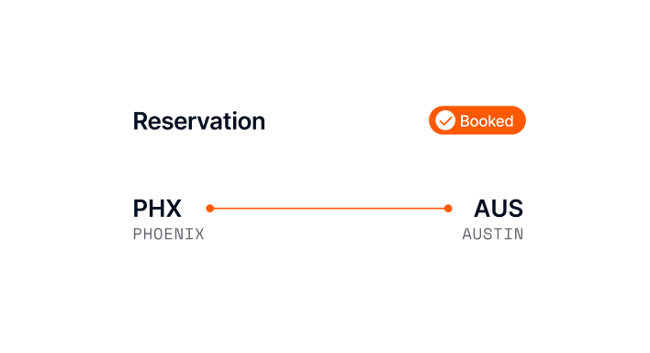 Reservation
Booked
PHX
AUS
PHOENIX
AUSTIN